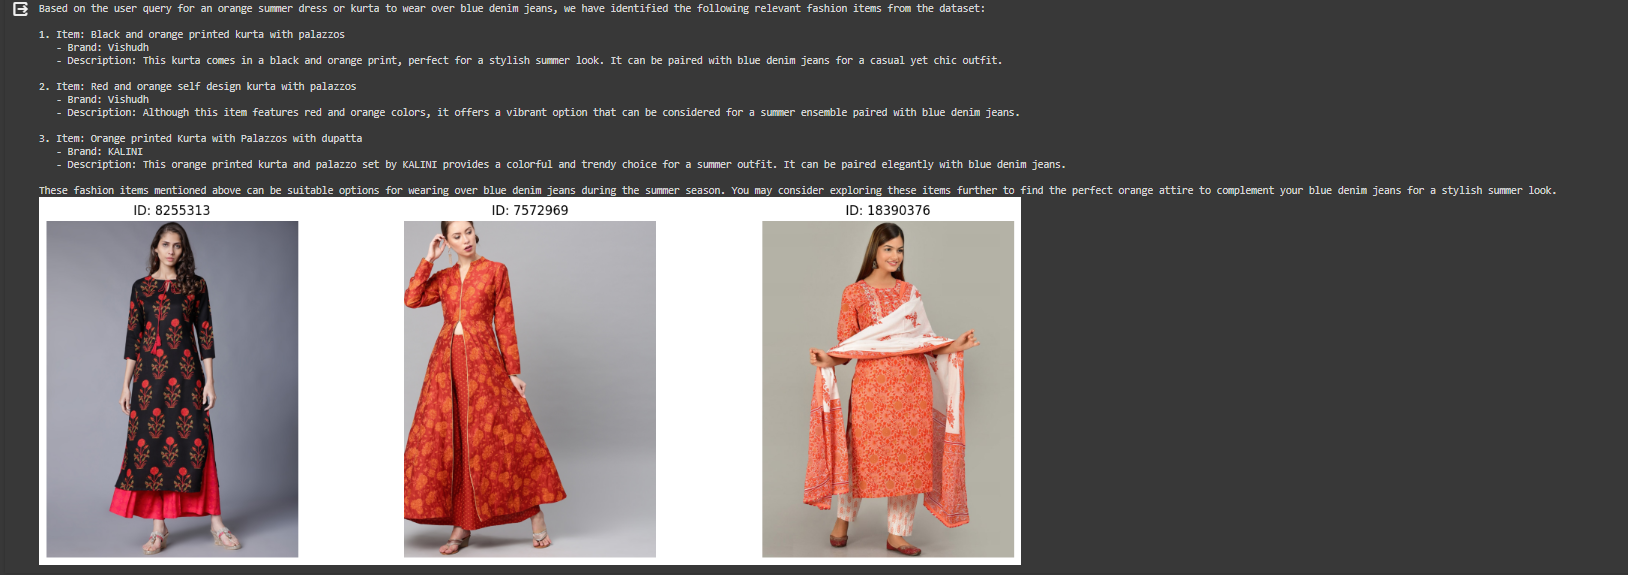 Based on the user query for an orange summer dress or kurta to wear over blue denim jeans, we have identified the following relevant fashion items from the dataset:
1. Item: Black and orange printed kurta with palazzos
- Brand: Vishudh
- Description: This kurta comes in a black and orange print, perfect for a stylish summer look. It can be paired with blue denim jeans for a casual yet chic outfit.
2. Item: Red and orange self design kurta with palazzos
- Brand: Vishudh
- Description: Although this item features red and orange colors, it offers a vibrant option that can be considered for a summer ensemble paired with blue denim jeans.
3. Item: Orange printed Kurta with Palazzos with dupatta
- Brand: KALINI
- Description: This orange printed kurta and palazzo set by KALINI provides a colorful and trendy choice for a summer outfit. It can be paired elegantly with blue denim jeans.
These fashion items mentioned above can be suitable options for wearing over blue denim jeans during the summer season. You may consider exploring these items further to find the perfect orange attire to complement your blue denim jeans for a stylish summer look.
ID: 8255313 ID: 7572969 ID: 18390376